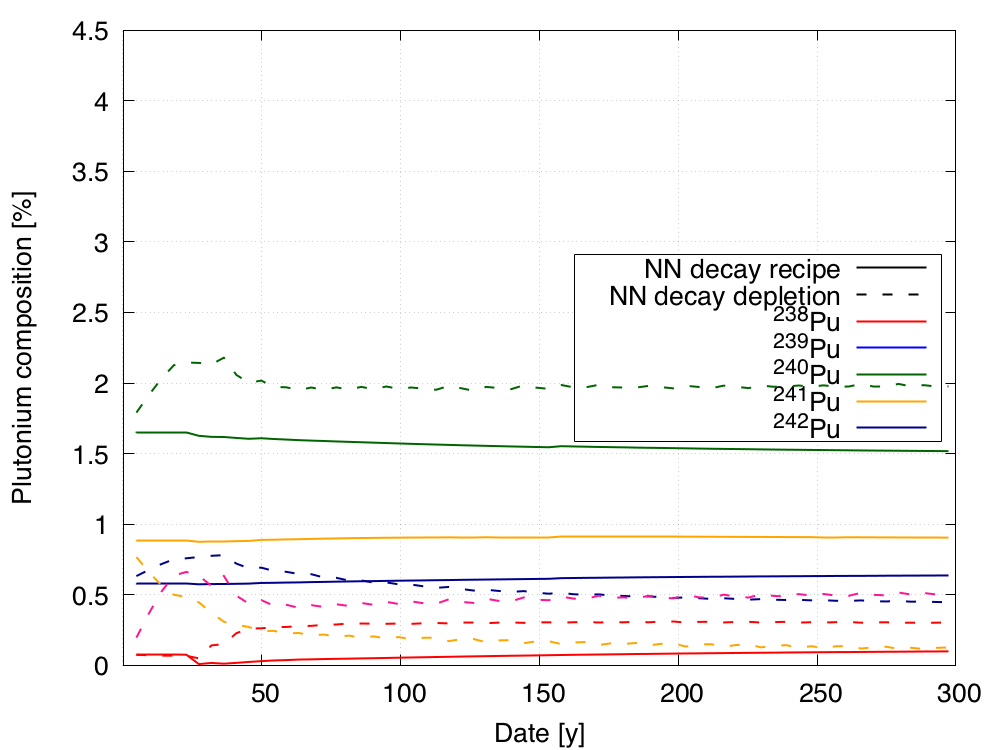 4.5
4
3.5
3
2.5
2
1.5
1
0.5
0
Plutonium composition [%]
NN decay recipe
NN decay depletion
²³⁸Pu
²³⁹Pu
²⁴⁰Pu
²⁴¹Pu
²⁴²Pu
50 100 150 200 250 300
Date [y]